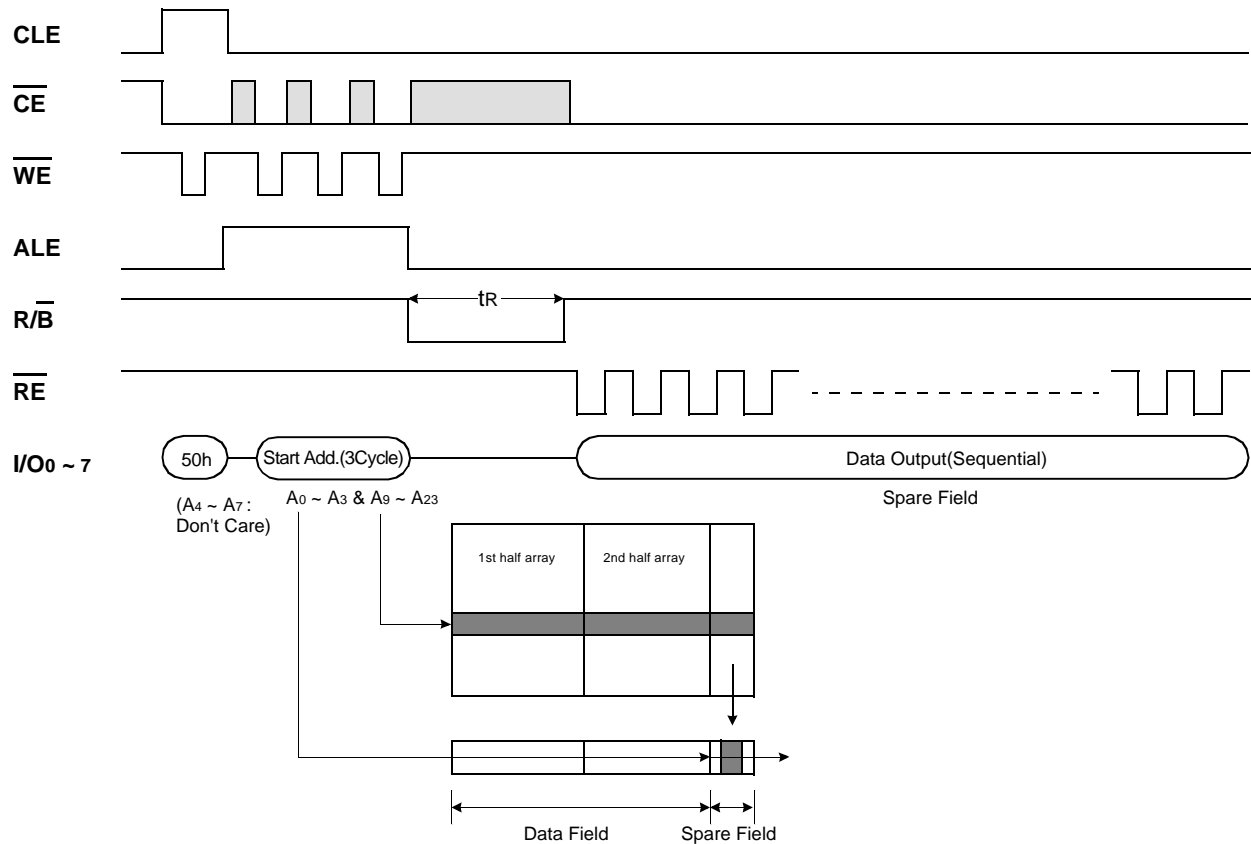 CLE
CE
WE
ALE
tR
R/B
RE
I/O0 ~ 7
50h
Start Add.(3Cycle)
Data Output(Sequential)
(A4 ~ A7 :
Don't Care)
A0 ~ A3 & A9 ~ A23
Spare Field
1st half array
2nd half array
Data Field
Spare Field